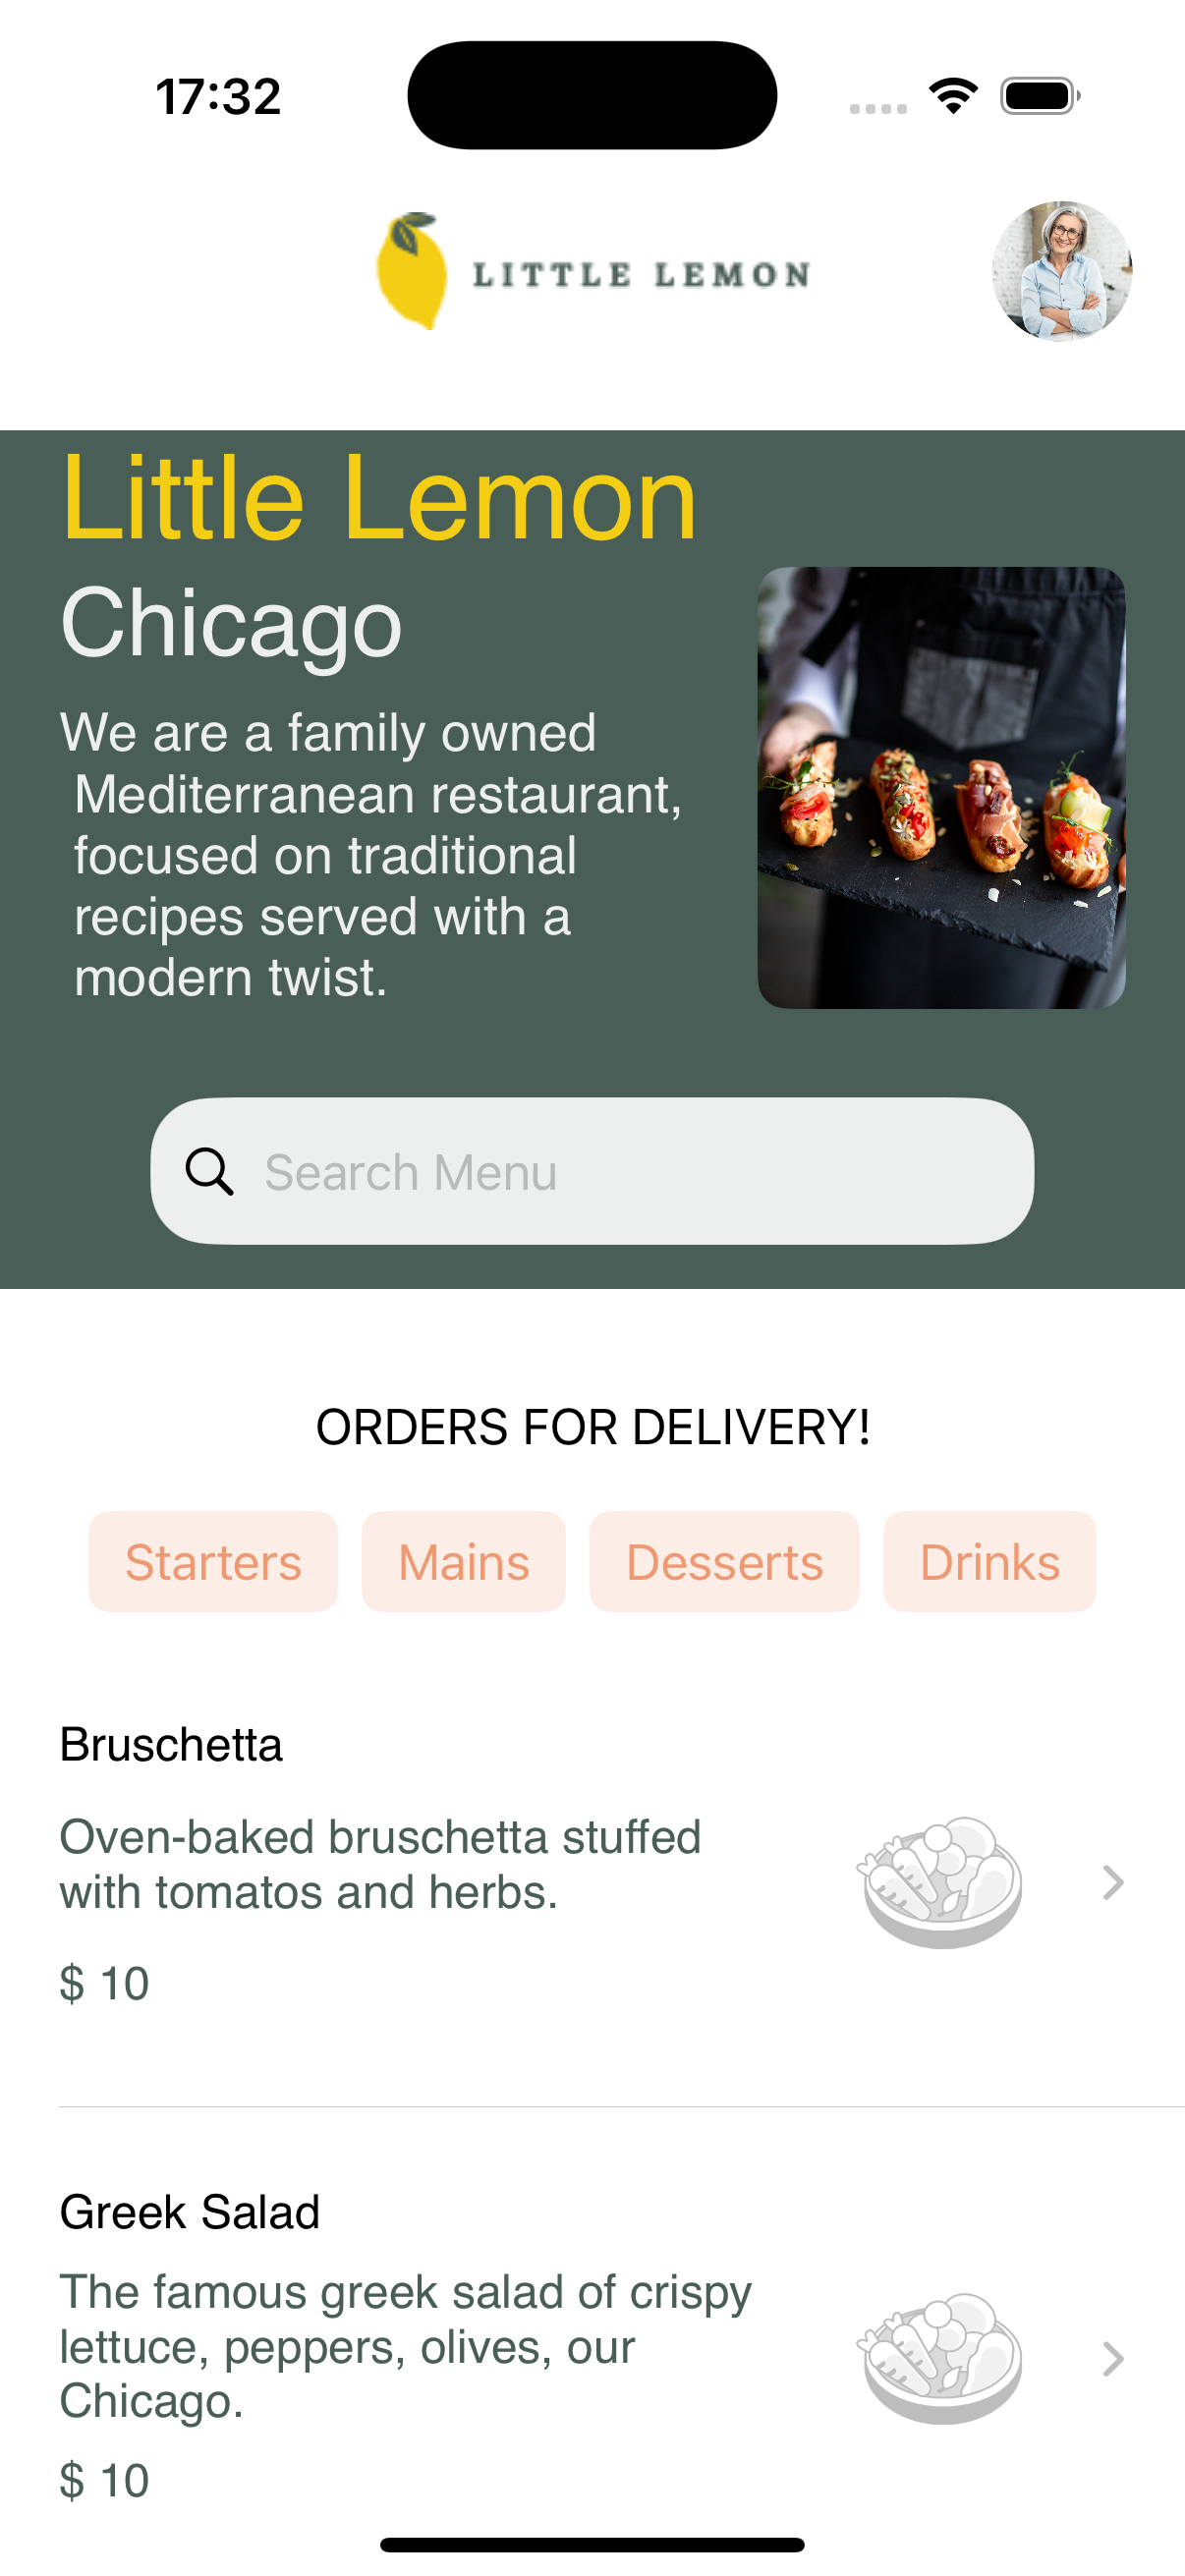 17:32
LITTLE LEMON
Little Lemon
Chicago
We are a family owned
Mediterranean restaurant,
focused on traditional
recipes served with a
modern twist.
Search Menu
ORDERS FOR DELIVERY!
Starters Mains Desserts Drinks
Bruschetta
Oven-baked bruschetta stuffed
with tomatos and herbs.
$ 10
Greek Salad
The famous greek salad of crispy
lettuce, peppers, olives, our
Chicago.
$ 10